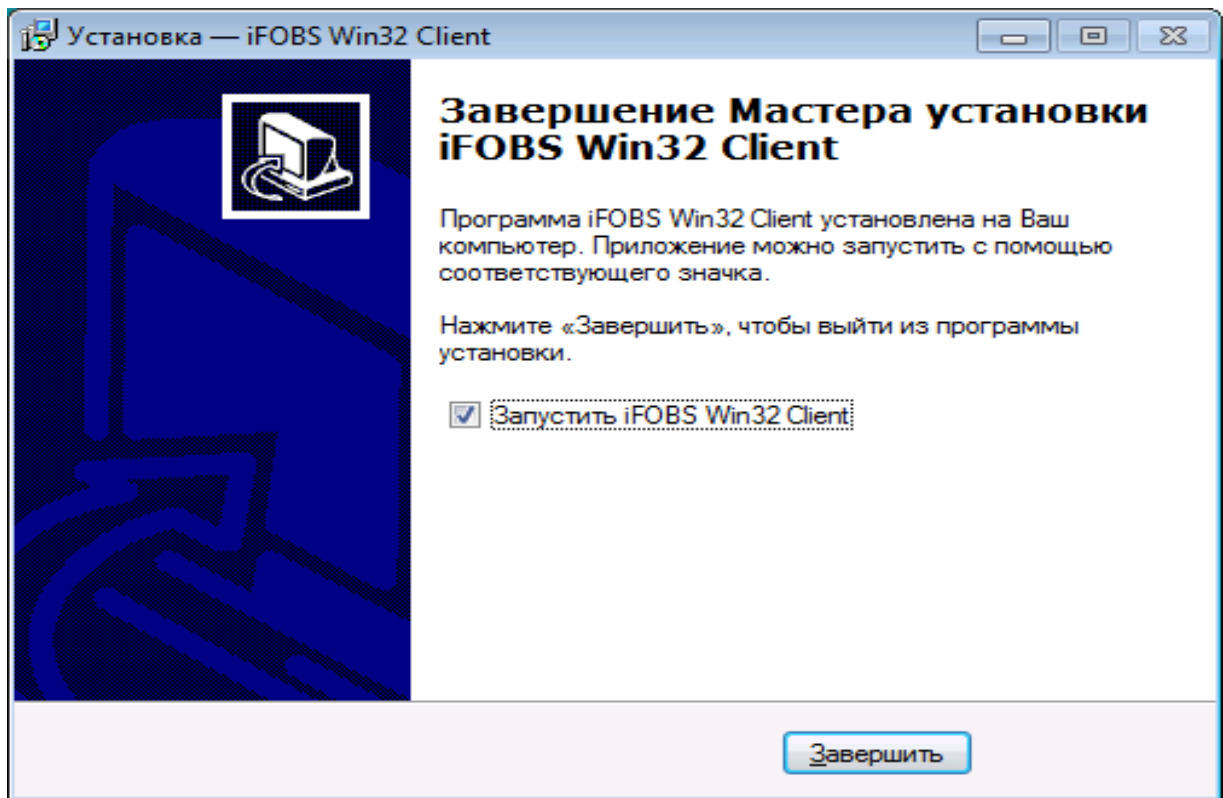 Установка — iFOBS Win32 Client
Завершение Мастера установки
iFOBS Win32 Client
Программа iFOBS Win32 Client установлена на Ваш
компьютер. Приложение можно запустить с помощью
соответствующего значка.
Нажмите «Завершить», чтобы выйти из программы
установки.
Запустить iFOBS Win32 Client
Завершить